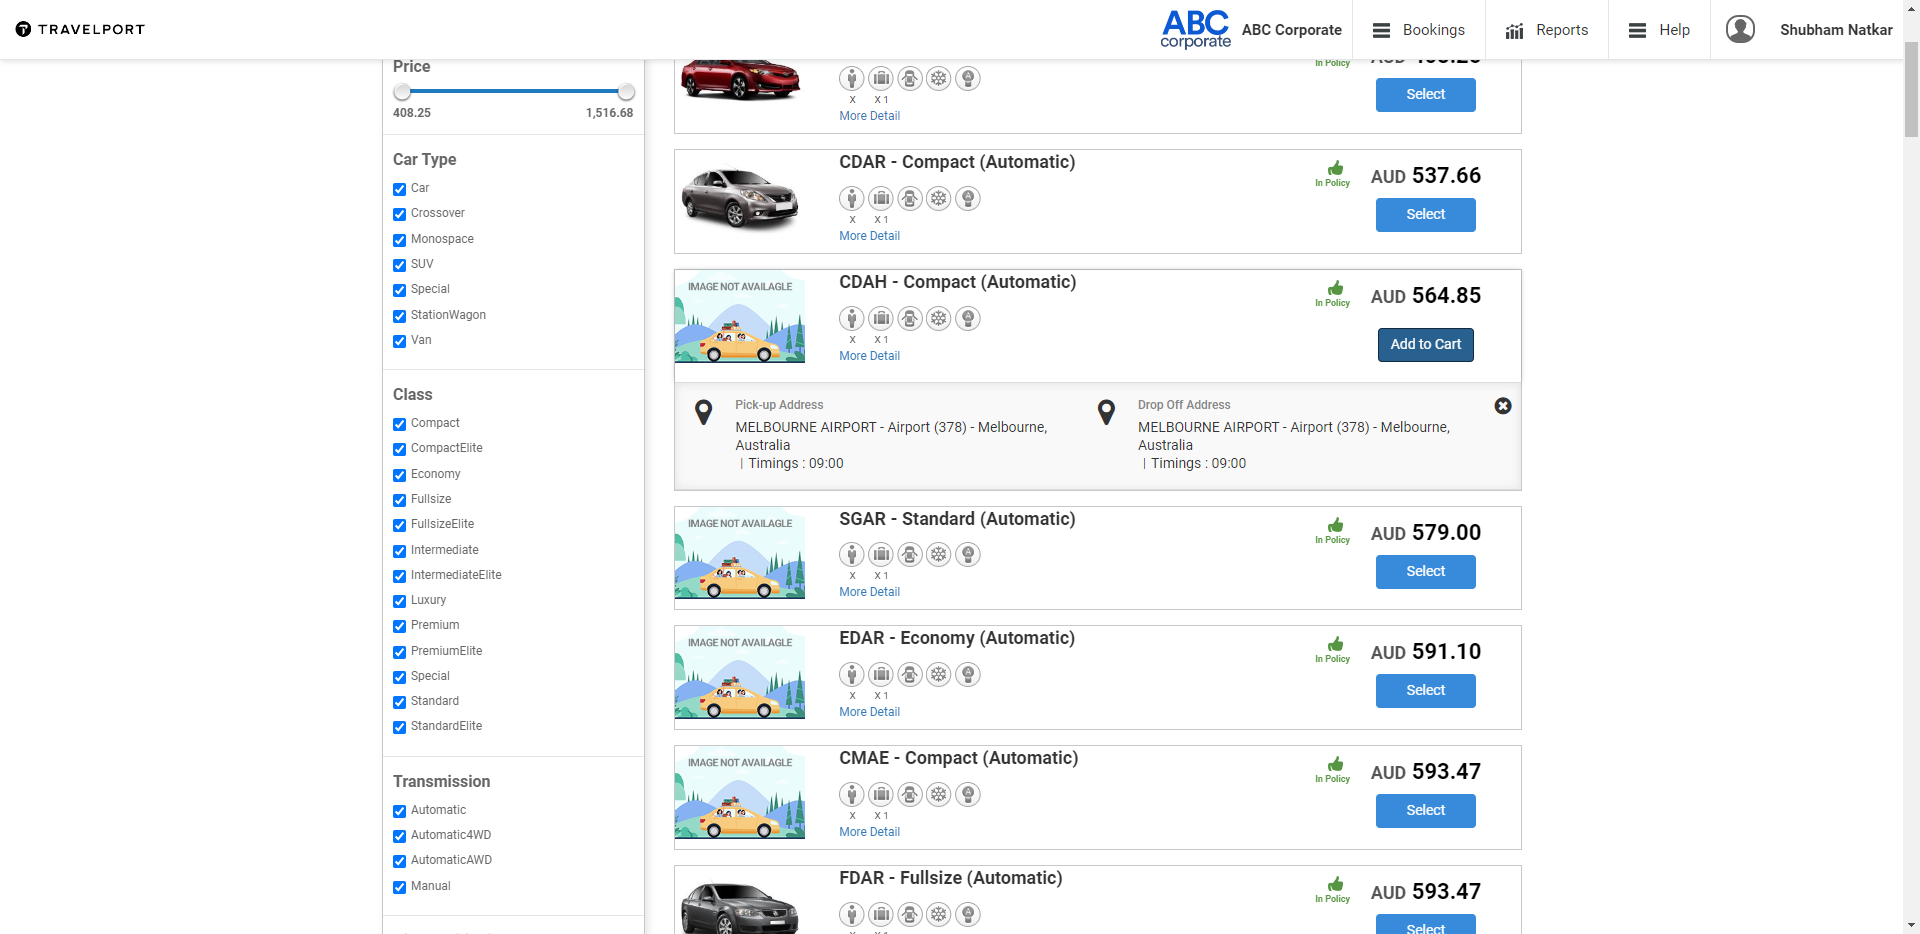 TRAVELPORT
ABC
corporate
ABC Corporate
Bookings
Reports
Help
Shubham Natkar
Price
408.25
1,516.68
Car Type
Car
Crossover
Monospace
SUV
Special
StationWagon
Van
Class
Compact
CompactElite
Economy
Fullsize
FullsizeElite
Intermediate
IntermediateElite
Luxury
Premium
PremiumElite
Special
Standard
StandardElite
Transmission
Automatic
Automatic4WD
AutomaticAWD
Manual
In Policy
AUD
Select
X X 1
More Detail
CDAR - Compact (Automatic)
In Policy
AUD 537.66
Select
X X 1
More Detail
IMAGE NOT AVAILAGLE
CDAH - Compact (Automatic)
In Policy
AUD 564.85
Add to Cart
X X 1
More Detail
Pick-up Address
MELBOURNE AIRPORT - Airport (378) - Melbourne,
Australia
| Timings : 09:00
Drop Off Address
MELBOURNE AIRPORT - Airport (378) - Melbourne,
Australia
| Timings : 09:00
IMAGE NOT AVAILAGLE
SGAR - Standard (Automatic)
In Policy
AUD 579.00
Select
X X 1
More Detail
IMAGE NOT AVAILAGLE
EDAR - Economy (Automatic)
In Policy
AUD 591.10
Select
X X 1
More Detail
IMAGE NOT AVAILAGLE
CMAE - Compact (Automatic)
In Policy
AUD 593.47
Select
X X 1
More Detail
FDAR - Fullsize (Automatic)
In Policy
AUD 593.47
Select